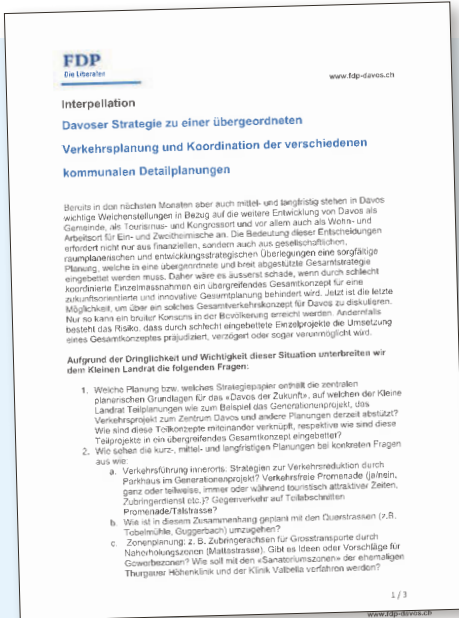 FDP
Die Liberalen
www.fdp-davos.ch
Interpellation
Davoser Strategie zu einer übergeordneten
Verkehrsplanung und Koordination der verschiedenen
kommunalen Detailplanungen
Bereits in den nächsten Monaten aber auch mittel- und langfristig stehen in Davos
wichtige Weichenstellungen in Bezug auf die weitere Entwicklung von Davos als
Gemeinde, als Tourismus- und Kongressort und vor allem auch als Wohn- und
Arbeitsort für Ein- und Zweitheimische an. Die Bedeutung dieser Entscheidungen
erfordert nicht nur aus finanziellen, sondern auch aus gesellschaftlichen,
raumplanerischen und entwicklungsstrategischen Überlegungen eine sorgfältige
Planung, welche in eine übergeordnete und breit abgestützte Gesamtstrategie
eingebettet werden muss. Daher wäre es äusserst schade, wenn durch schlecht
koordinierte Einzelmassnahmen ein übergreifendes Gesamtkonzept für eine
zukunftsorientierte und innovative Gesamtplanung behindert wird. Jetzt ist die letzte
Möglichkeit, um über ein solches Gesamtverkehrskonzept für Davos zu diskutieren.
Nur so kann ein breiter Konsens in der Bevölkerung erreicht werden. Andernfalls
besteht das Risiko, dass durch schlecht eingebettete Einzelprojekte die Umsetzung
eines Gesamtkonzeptes präjudiziert, verzögert oder sogar verunmöglicht wird.
Aufgrund der Dringlichkeit und Wichtigkeit dieser Situation unterbreiten wir
dem Kleinen Landrat die folgenden Fragen:
1. Welche Planung bzw. welches Strategiepapier enthält die zentralen
planerischen Grundlagen für das «Davos der Zukunft», auf welchen der Kleine
Landrat Teilplanungen wie zum Beispiel das Generationenprojekt, das
Verkehrsprojekt zum Zentrum Davos und andere Planungen derzeit abstützt?
Wie sind diese Teilkonzepte miteinander verknüpft, respektive wie sind diese
Teilprojekte in ein übergreifendes Gesamtkonzept eingebettet?
2. Wie sehen die kurz-, mittel- und langfristigen Planungen bei konkreten Fragen
aus wie:
a. Verkehrsführung innerorts: Strategien zur Verkehrsreduktion durch
Parkhaus im Generationenprojekt? Verkehrsfreie Promenade (ja/nein,
ganz oder teilweise, immer oder während touristisch attraktiver Zeiten,
Zubringerdienst etc.)? Gegenverkehr auf Teilabschnitten
Promenade/Talstrasse?
b. Wie ist in diesem Zusammenhang geplant mit den Querstrassen (z.B.
Tobelmühle, Guggerbach) umzugehen?
c. Zonenplanung: z. B. Zubringerachsen für Grosstransporte durch
Naherholungszonen (Mattastrasse). Gibt es Ideen oder Vorschläge für
Gewerbezonen? Wie soll mit den «Sanatoriumszonen» der ehemaligen
Thurgauer Höhenklinik und der Klinik Valbella verfahren werden?
1 / 3
www.fdp-davos.ch